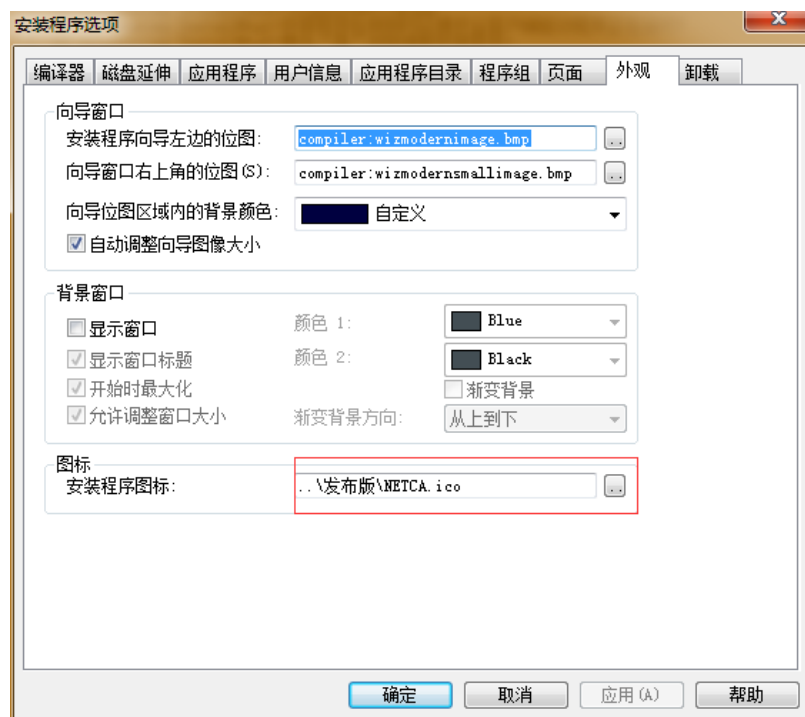 安装程序选项
编译器 磁盘延伸 应用程序 用户信息 应用程序目录 程序组 页面 外观 卸载
向导窗口
安装程序向导左边的位图: compiler:wizmodernimage.bmp ..
向导窗口右上角的位图(S): compiler:wizmodernsmallimage.bmp ..
向导位图区域内的背景颜色: 自定义
自动调整向导图像大小
背景窗口
显示窗口 颜色 1: Blue
显示窗口标题 颜色 2: Black
开始时最大化 渐变背景
允许调整窗口大小 渐变背景方向: 从上到下
图标
安装程序图标: ..\发布版\NETCA.ico ..
确定 取消 应用(A) 帮助